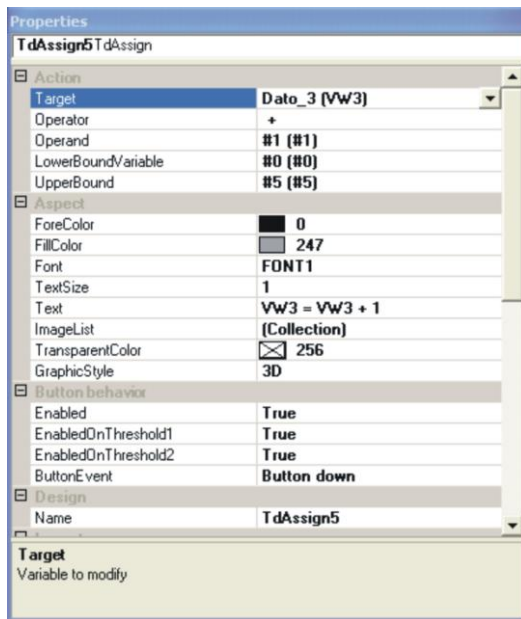 Properties
TdAssign5 TdAssign
Action
Target Dato_3 (VW3)
Operator +
Operand #1 (#1)
LowerBoundVariable #0 (#0)
UpperBound #5 (#5)
Aspect
ForeColor 0
FillColor 247
Font FONT1
TextSize 1
Text VW3 = VW3 + 1
ImageList (Collection)
TransparentColor 256
GraphicStyle 3D
Button behavior
Enabled True
EnabledOnThreshold1 True
EnabledOnThreshold2 True
ButtonEvent Button down
Design
Name TdAssign5
Target
Variable to modify